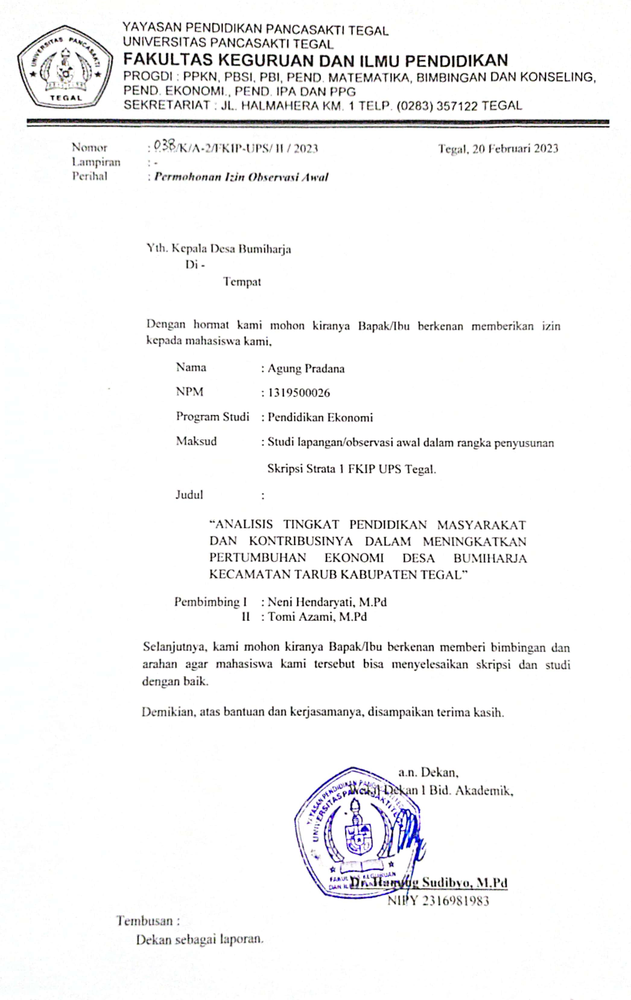 UNIVERSITAS PANCASAKTI
TEGAL
YAYASAN PENDIDIKAN PANCASAKTI TEGAL
UNIVERSITAS PANCASAKTI TEGAL
FAKULTAS KEGURUAN DAN ILMU PENDIDIKAN
PROGDI : PPKN, PBSI, PBI, PEND. MATEMATIKA, BIMBINGAN DAN KONSELING,
PEND. EKONOMI., PEND. IPA DAN PPG
SEKRETARIAT : JL. HALMAHERA KM. 1 TELP. (0283) 357122 TEGAL
Nomor : 038/K/A-2/FKIP-UPS/ II / 2023 Tegal, 20 Februari 2023
Lampiran : -
Perihal : Permohonan Izin Observasi Awal
Yth. Kepala Desa Bumiharja
Di -
Tempat
Dengan hormat kami mohon kiranya Bapak/Ibu berkenan memberikan izin
kepada mahasiswa kami,
Nama : Agung Pradana
NPM : 1319500026
Program Studi : Pendidikan Ekonomi
Maksud : Studi lapangan/observasi awal dalam rangka penyusunan
Skripsi Strata 1 FKIP UPS Tegal.
Judul :
“ANALISIS TINGKAT PENDIDIKAN MASYARAKAT
DAN KONTRIBUSINYA DALAM MENINGKATKAN
PERTUMBUHAN EKONOMI DESA BUMIHARJA
KECAMATAN TARUB KABUPATEN TEGAL”
Pembimbing I : Neni Hendaryati, M.Pd
II : Tomi Azami, M.Pd
Selanjutnya, kami mohon kiranya Bapak/Ibu berkenan memberi bimbingan dan
arahan agar mahasiswa kami tersebut bisa menyelesaikan skripsi dan studi
dengan baik.
Demikian, atas bantuan dan kerjasamanya, disampaikan terima kasih.
a.n. Dekan,
Wakil Dekan I Bid. Akademik,
YAYASAN PENDIDIKAN PANCASAKTI TEGAL
UNIVERSITAS PANCASAKTI TEGAL
FAKULTAS KEGURUAN
DAN ILMU
Dr. Hanung Sudibyo, M.Pd
NIPY 2316981983
Tembusan :
Dekan sebagai laporan.